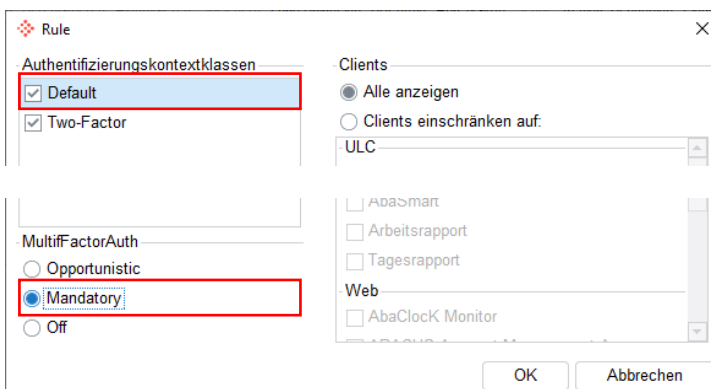 Rule
Authentifizierungskontextklassen
Default
Two-Factor
Clients
Alle anzeigen
Clients einschränken auf:
ULC
AbaSmart
Arbeitsrapport
Tagesrapport
Web
AbaClocK Monitor
MultifFactorAuth
Opportunistic
Mandatory
Off
OK
Abbrechen